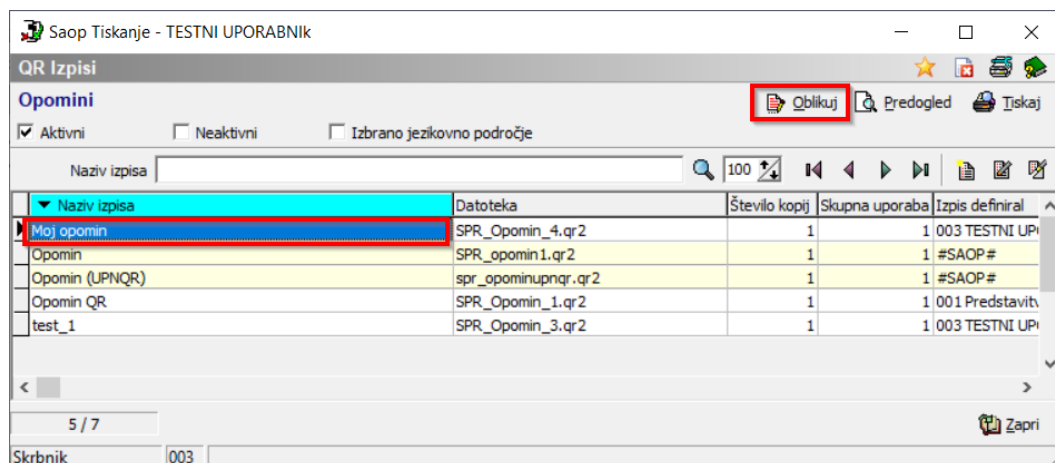 Saop Tiskanje - TESTNI UPORABNIk
QR Izpisi
Opomini Oblikuj Predogled Tiskaj
Aktivni Neaktivni Izbrano jezikovno področje
Naziv izpisa 100
Naziv izpisa Datoteka Število kopij Skupna uporaba Izpis definiral
Moj opomin SPR_Opomin_4.qr2 1 1 003 TESTNI UP
Opomin SPR_opomin1.qr2 1 1 #SAOP#
Opomin (UPNQR) spr_opominupnqr.qr2 1 1 #SAOP#
Opomin QR SPR_Opomin_1.qr2 1 1 001 Predstavit
test_1 SPR_Opomin_3.qr2 1 1 003 TESTNI UP
5 / 7 Zapri
Skrbnik 003